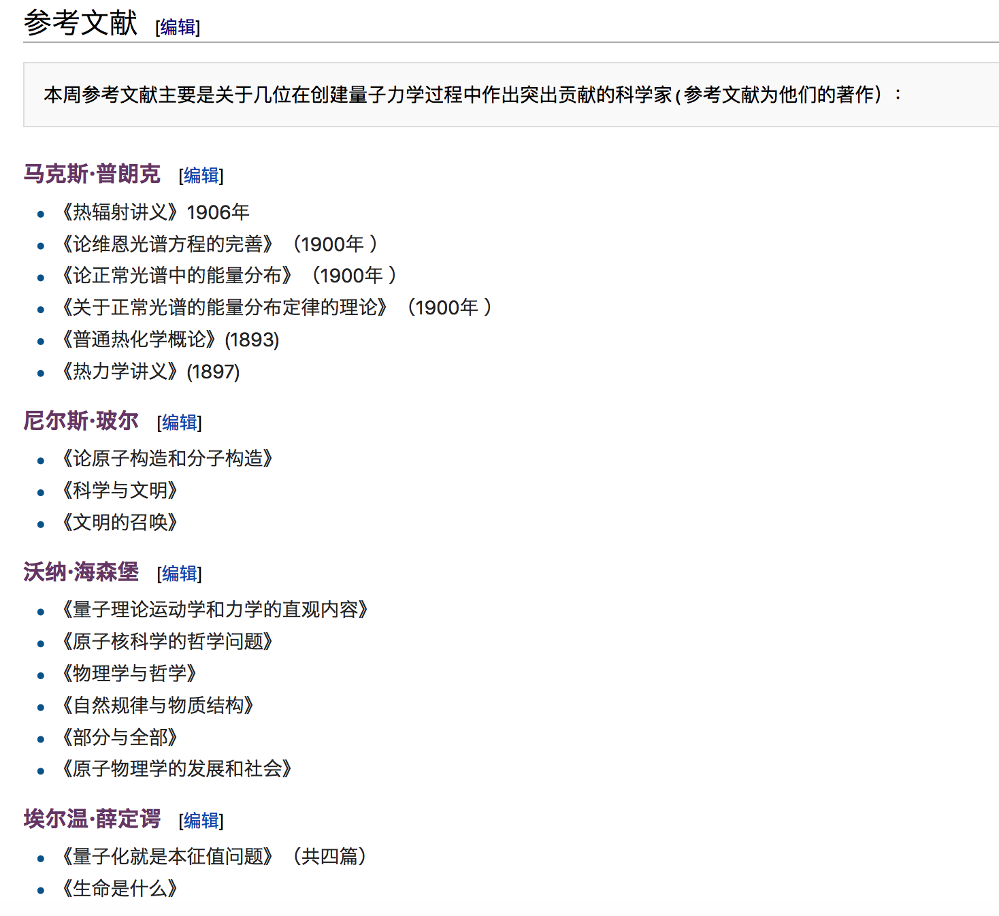 参考文献 [编辑]
本周参考文献主要是关于几位在创建量子力学过程中作出突出贡献的科学家(参考文献为他们的著作）：
马克斯·普朗克 [编辑]
《热辐射讲义》1906年
《论维恩光谱方程的完善》（1900年 ）
《论正常光谱中的能量分布》（1900年 ）
《关于正常光谱的能量分布定律的理论》（1900年 ）
《普通热化学概论》(1893)
《热力学讲义》(1897)
尼尔斯·玻尔 [编辑]
《论原子构造和分子构造》
《科学与文明》
《文明的召唤》
沃纳·海森堡 [编辑]
《量子理论运动学和力学的直观内容》
《原子核科学的哲学问题》
《物理学与哲学》
《自然规律与物质结构》
《部分与全部》
《原子物理学的发展和社会》
埃尔温·薛定谔 [编辑]
《量子化就是本征值问题》（共四篇）
《生命是什么》